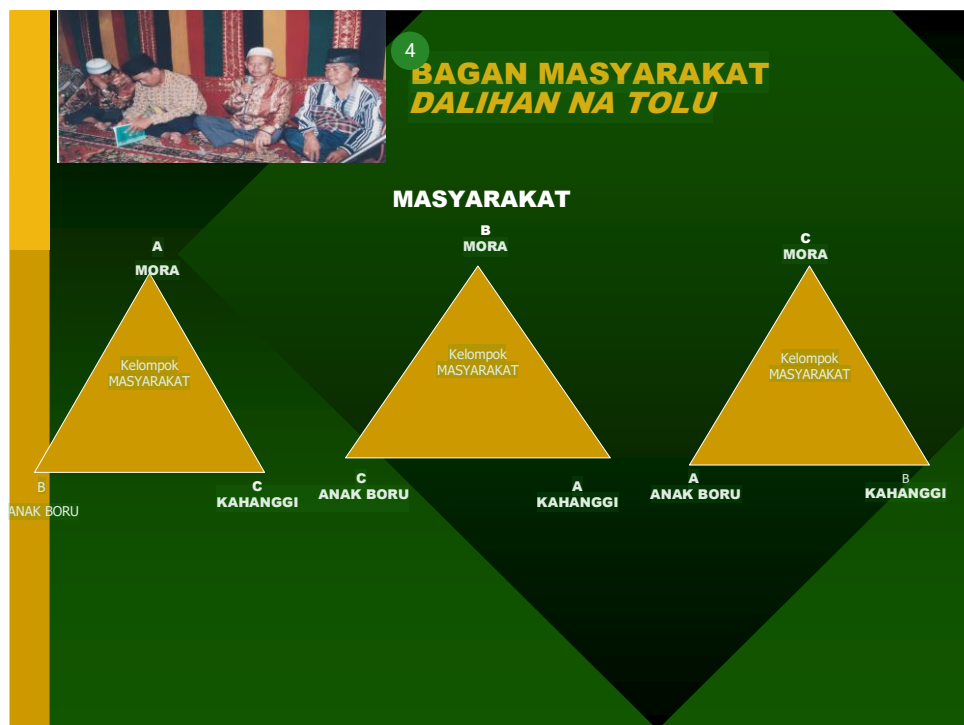 4
BAGAN MASYARAKAT
DALIHAN NA TOLU
MASYARAKAT
A
MORA
Kelompok
MASYARAKAT
B
ANAK BORU
C
KAHANGGI
B
MORA
Kelompok
MASYARAKAT
C
ANAK BORU
A
KAHANGGI
C
MORA
Kelompok
MASYARAKAT
A
ANAK BORU
B
KAHANGGI